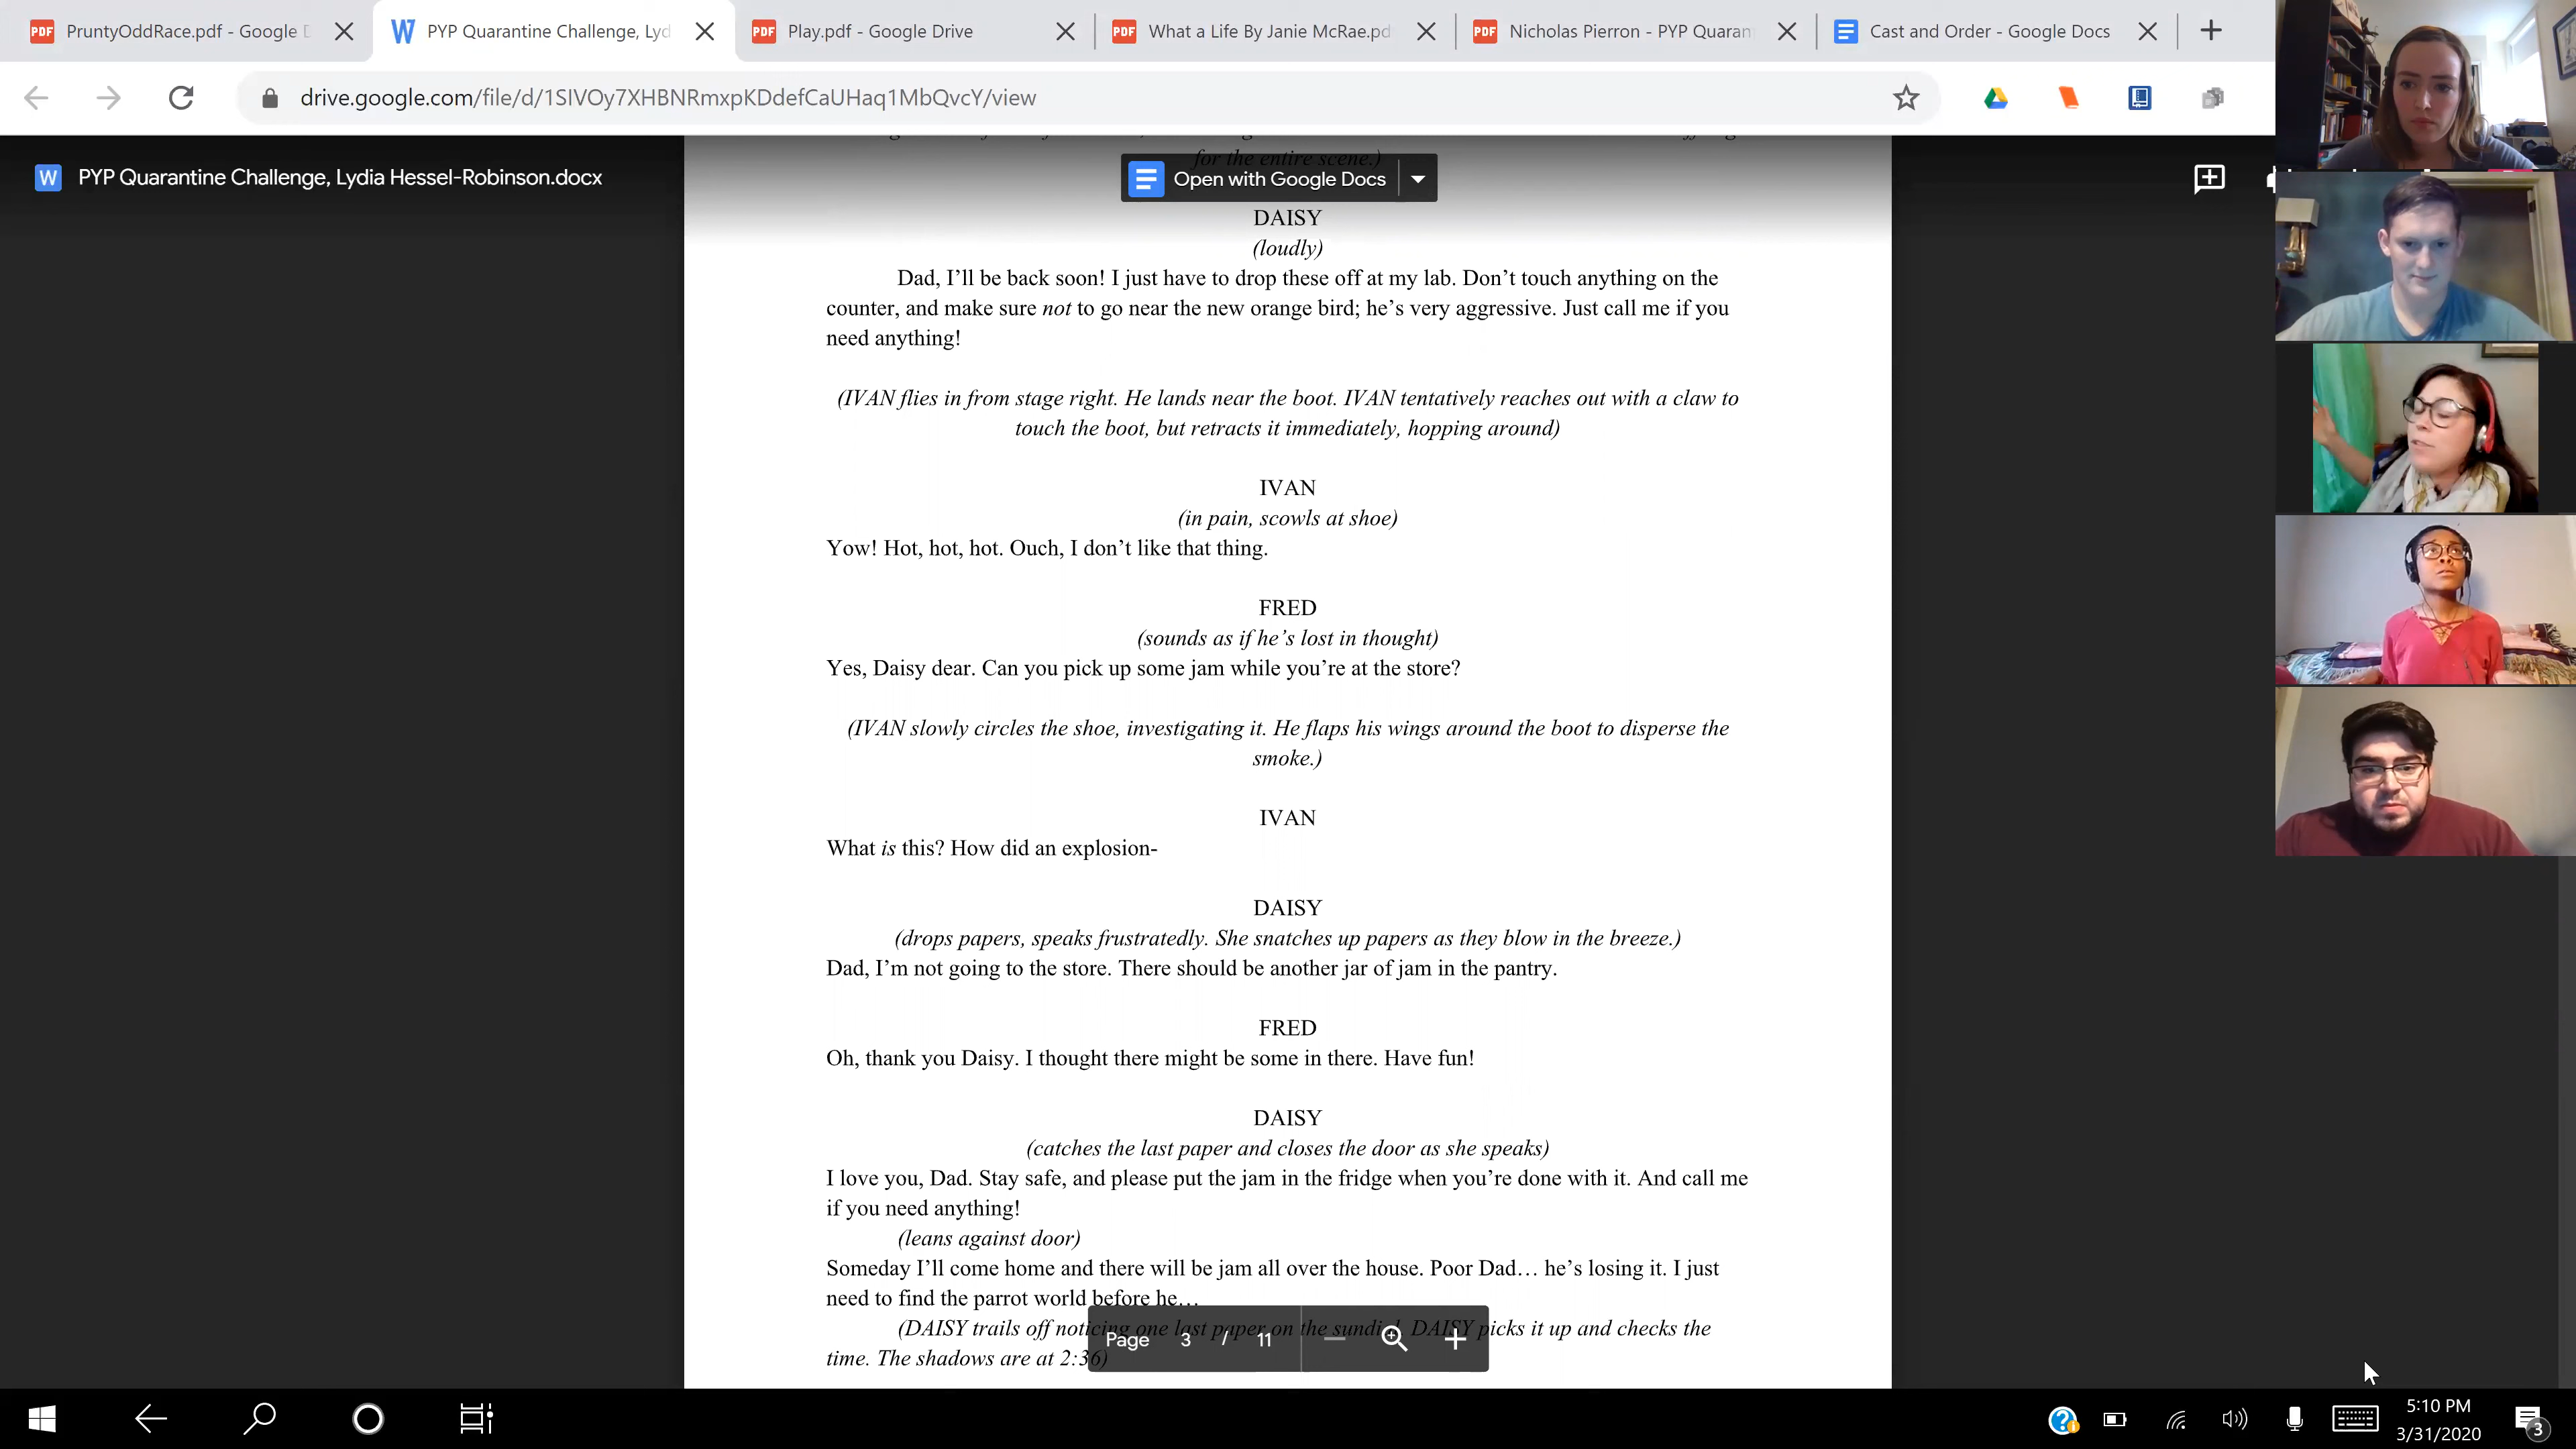 PruntyOddRace.pdf - Google D
PYP Quarantine Challenge, Lyd
Play.pdf - Google Drive
What a Life By Janie McRae.pd
Nicholas Pierron - PYP Quaran
Cast and Order - Google Docs
drive.google.com/file/d/1SlVOy7XHBNRmxpKDdefCaUHaq1MbQvcY/view
for the entire scene.)
PYP Quarantine Challenge, Lydia Hessel-Robinson.docx
Open with Google Docs
DAISY
(loudly)
Dad, I'll be back soon! I just have to drop these off at my lab. Don't touch anything on the
counter, and make sure not to go near the new orange bird; he's very aggressive. Just call me if you
need anything!
(IVAN flies in from stage right. He lands near the boot. IVAN tentatively reaches out with a claw to
touch the boot, but retracts it immediately, hopping around)
IVAN
(in pain, scowls at shoe)
Yow! Hot, hot, hot. Ouch, I don't like that thing.
FRED
(sounds as if he's lost in thought)
Yes, Daisy dear. Can you pick up some jam while you're at the store?
(IVAN slowly circles the shoe, investigating it. He flaps his wings around the boot to disperse the
smoke.)
IVAN
What is this? How did an explosion-
DAISY
(drops papers, speaks frustratedly. She snatches up papers as they blow in the breeze.)
Dad, I'm not going to the store. There should be another jar of jam in the pantry.
FRED
Oh, thank you Daisy. I thought there might be some in there. Have fun!
DAISY
(catches the last paper and closes the door as she speaks)
I love you, Dad. Stay safe, and please put the jam in the fridge when you're done with it. And call me
if you need anything!
(leans against door)
Someday I'll come home and there will be jam all over the house. Poor Dad… he's losing it. I just
need to find the parrot world before he…
(DAISY trails off noticing one last paper on the sundial. DAISY picks it up and checks the
time. The shadows are at 2:36)
Page 3 / 11
5:10 PM
3/31/2020
3